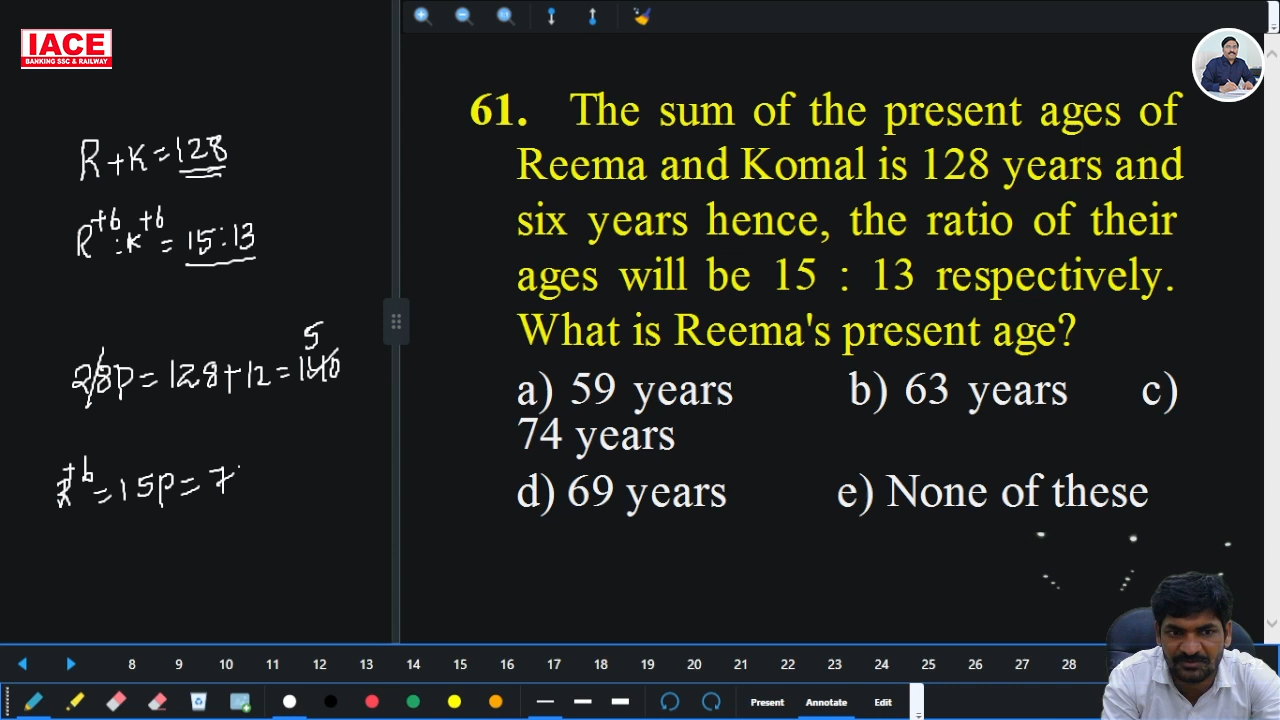 IACE
BANKING SSC & RAILWAY
R+K=128
R+6 : K+6 = 15:13
28P = 128+12 = 140
5
R+6 = 15P = 7
61. The sum of the present ages of
Reema and Komal is 128 years and
six years hence, the ratio of their
ages will be 15 : 13 respectively.
What is Reema's present age?
a) 59 years b) 63 years c)
74 years
d) 69 years e) None of these
8 9 10 11 12 13 14 15 16 17 18 19 20 21 22 23 24 25 26 27 28
Present Annotate Edit